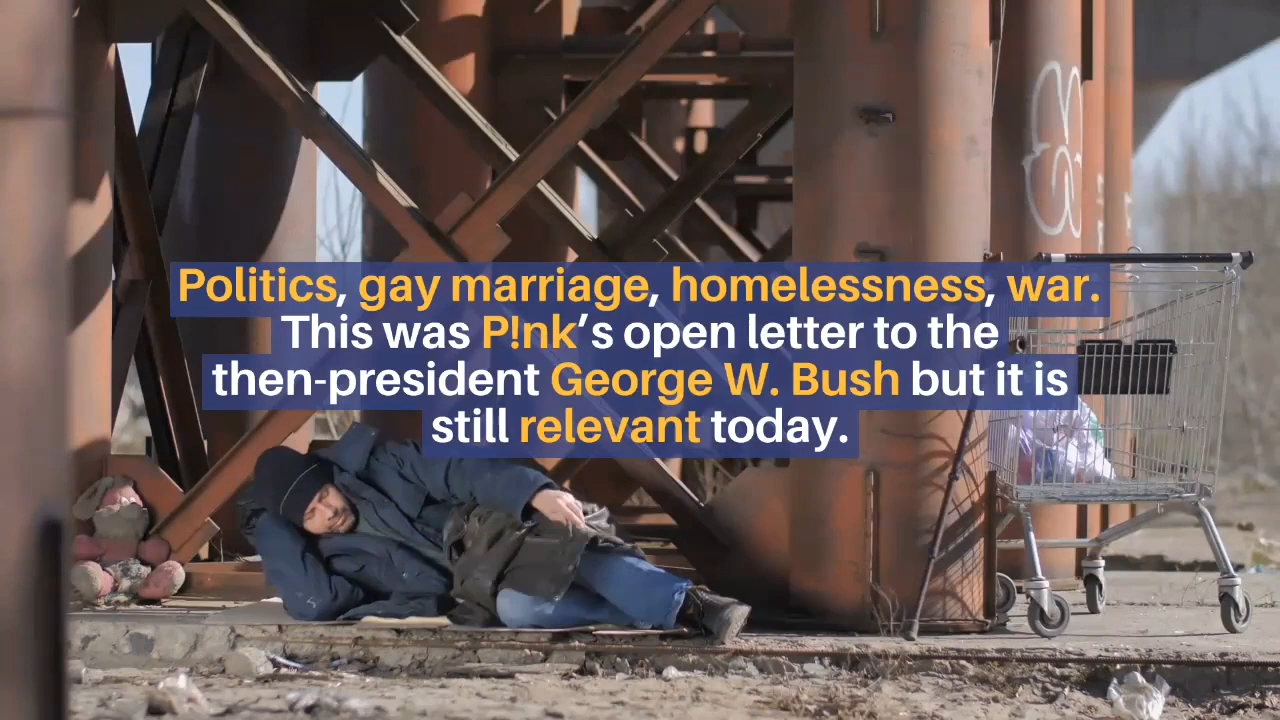 Politics, gay marriage, homelessness, war.
This was P!nk’s open letter to the
then-president George W. Bush but it is
still relevant today.